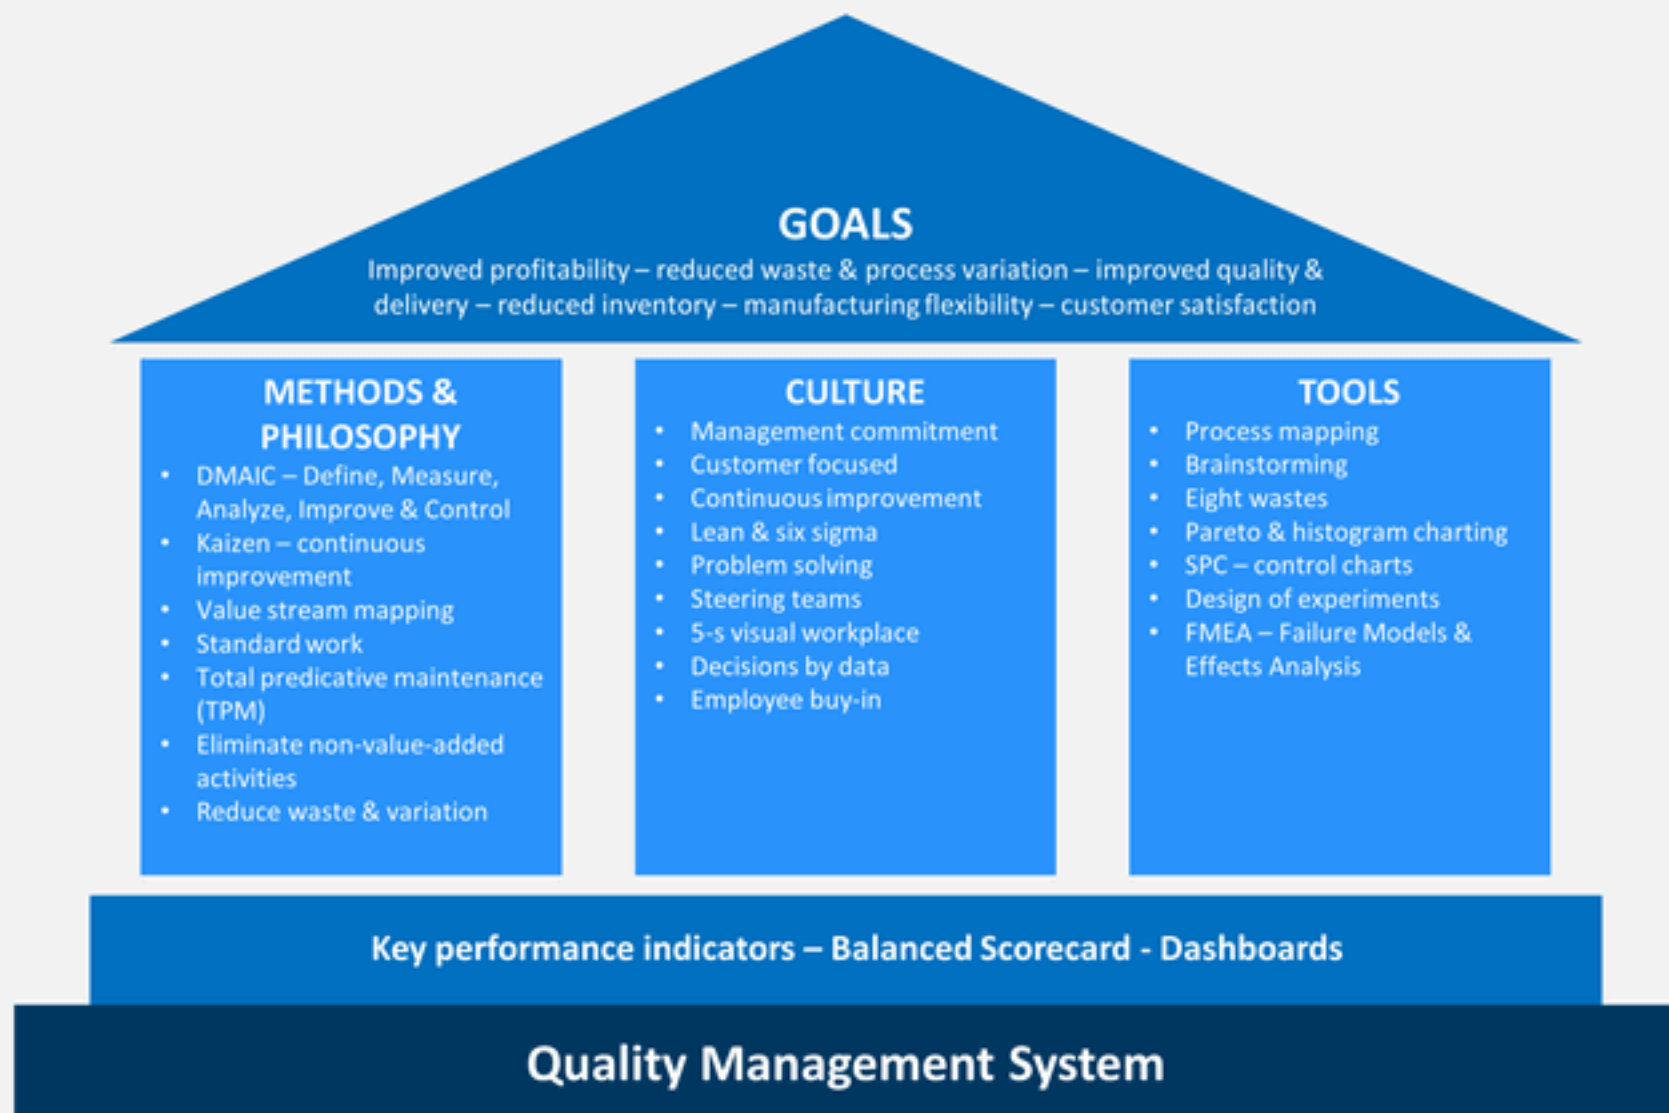 GOALS
Improved profitability – reduced waste & process variation – improved quality &
delivery – reduced inventory – manufacturing flexibility – customer satisfaction
METHODS &
PHILOSOPHY
• DMAIC – Define, Measure,
Analyze, Improve & Control
• Kaizen – continuous
improvement
• Value stream mapping
• Standard work
• Total predicative maintenance
(TPM)
• Eliminate non-value-added
activities
• Reduce waste & variation
CULTURE
• Management commitment
• Customer focused
• Continuous improvement
• Lean & six sigma
• Problem solving
• Steering teams
• 5-s visual workplace
• Decisions by data
• Employee buy-in
TOOLS
• Process mapping
• Brainstorming
• Eight wastes
• Pareto & histogram charting
• SPC – control charts
• Design of experiments
• FMEA – Failure Models &
Effects Analysis
Key performance indicators – Balanced Scorecard - Dashboards
Quality Management System